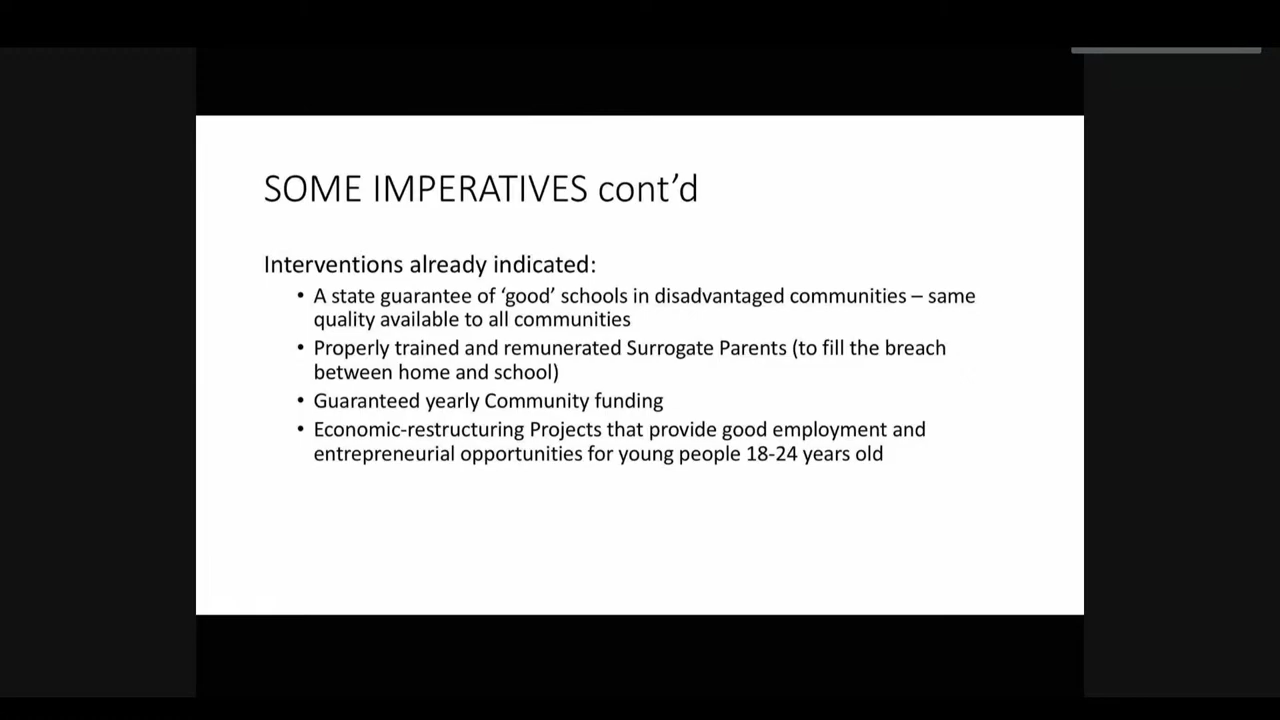 SOME IMPERATIVES cont’d
Interventions already indicated:
• A state guarantee of ‘good’ schools in disadvantaged communities – same
quality available to all communities
• Properly trained and remunerated Surrogate Parents (to fill the breach
between home and school)
• Guaranteed yearly Community funding
• Economic-restructuring Projects that provide good employment and
entrepreneurial opportunities for young people 18-24 years old